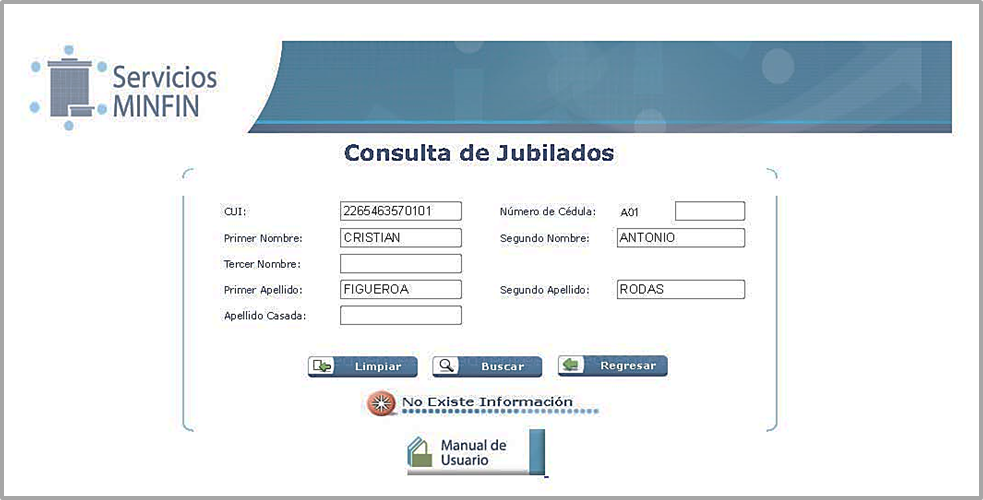 Servicios
MINFIN
Consulta de Jubilados
CUI: 2265463570101 Número de Cédula: A01
Primer Nombre: CRISTIAN Segundo Nombre: ANTONIO
Tercer Nombre:
Primer Apellido: FIGUEROA Segundo Apellido: RODAS
Apellido Casada:
Limpiar Buscar Regresar
No Existe Información
Manual de
Usuario